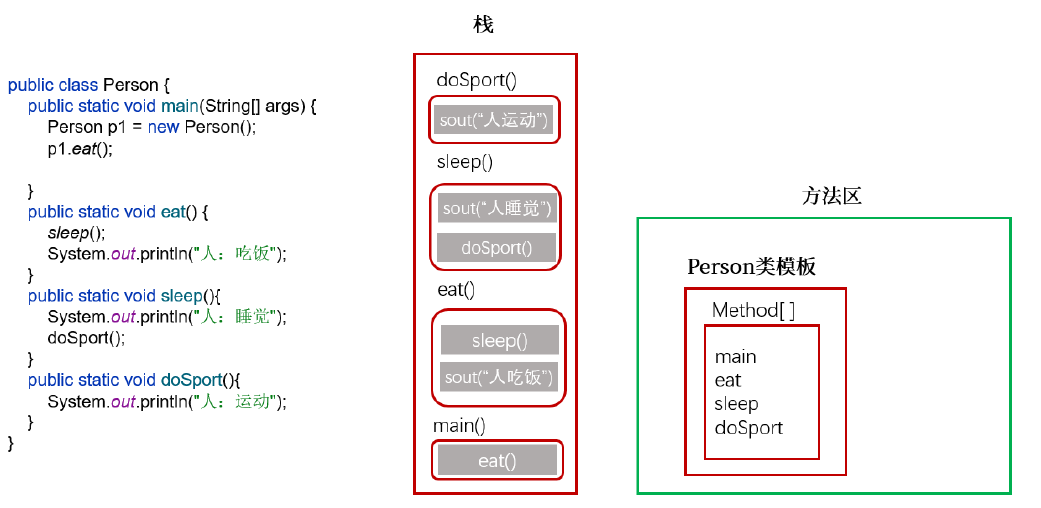 public class Person {
public static void main(String[] args) {
Person p1 = new Person();
p1.eat();
}
public static void eat() {
sleep();
System.out.println("人：吃饭");
}
public static void sleep(){
System.out.println("人：睡觉");
doSport();
}
public static void doSport(){
System.out.println("人：运动");
}
}
栈
doSport()
sout(“人运动”)
sleep()
sout(“人睡觉”)
doSport()
eat()
sleep()
sout(“人吃饭”)
main()
eat()
方法区
Person类模板
Method[ ]
main
eat
sleep
doSport